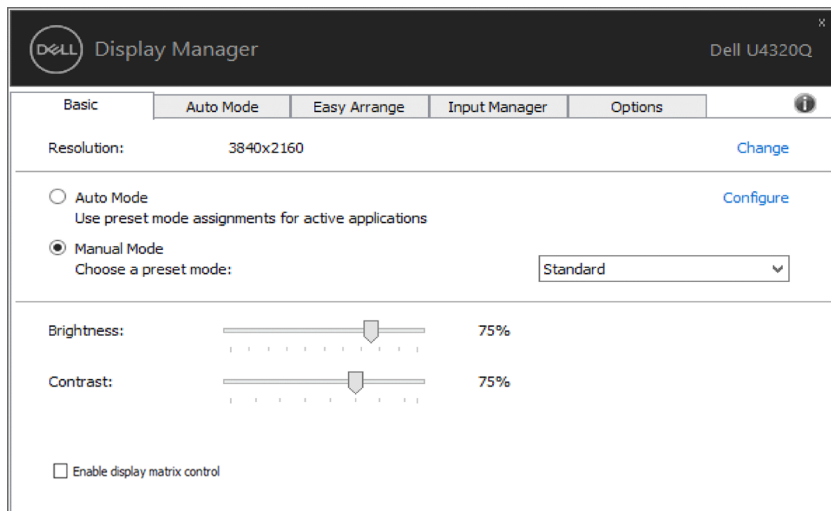 x
DELL Display Manager Dell U4320Q
Basic Auto Mode Easy Arrange Input Manager Options i
Resolution: 3840x2160 Change
Auto Mode Configure
Use preset mode assignments for active applications
Manual Mode
Choose a preset mode: Standard
Brightness: 75%
Contrast: 75%
Enable display matrix control